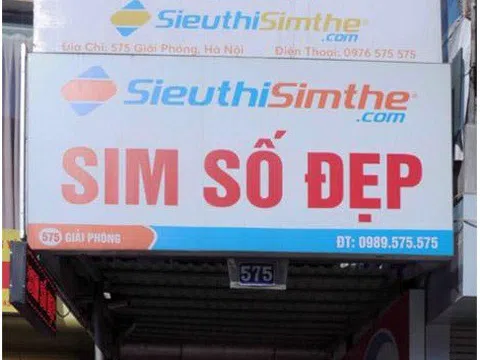 SieuthiSimthe
.com
Địa Chỉ: 575 Giải Phóng, Hà Nội
Điện Thoại: 0976 575 575
SieuthiSimthe
.com
SIM SỐ ĐẸP
575 GIẢI PHÓNG
ĐT: 0989.575.575
575